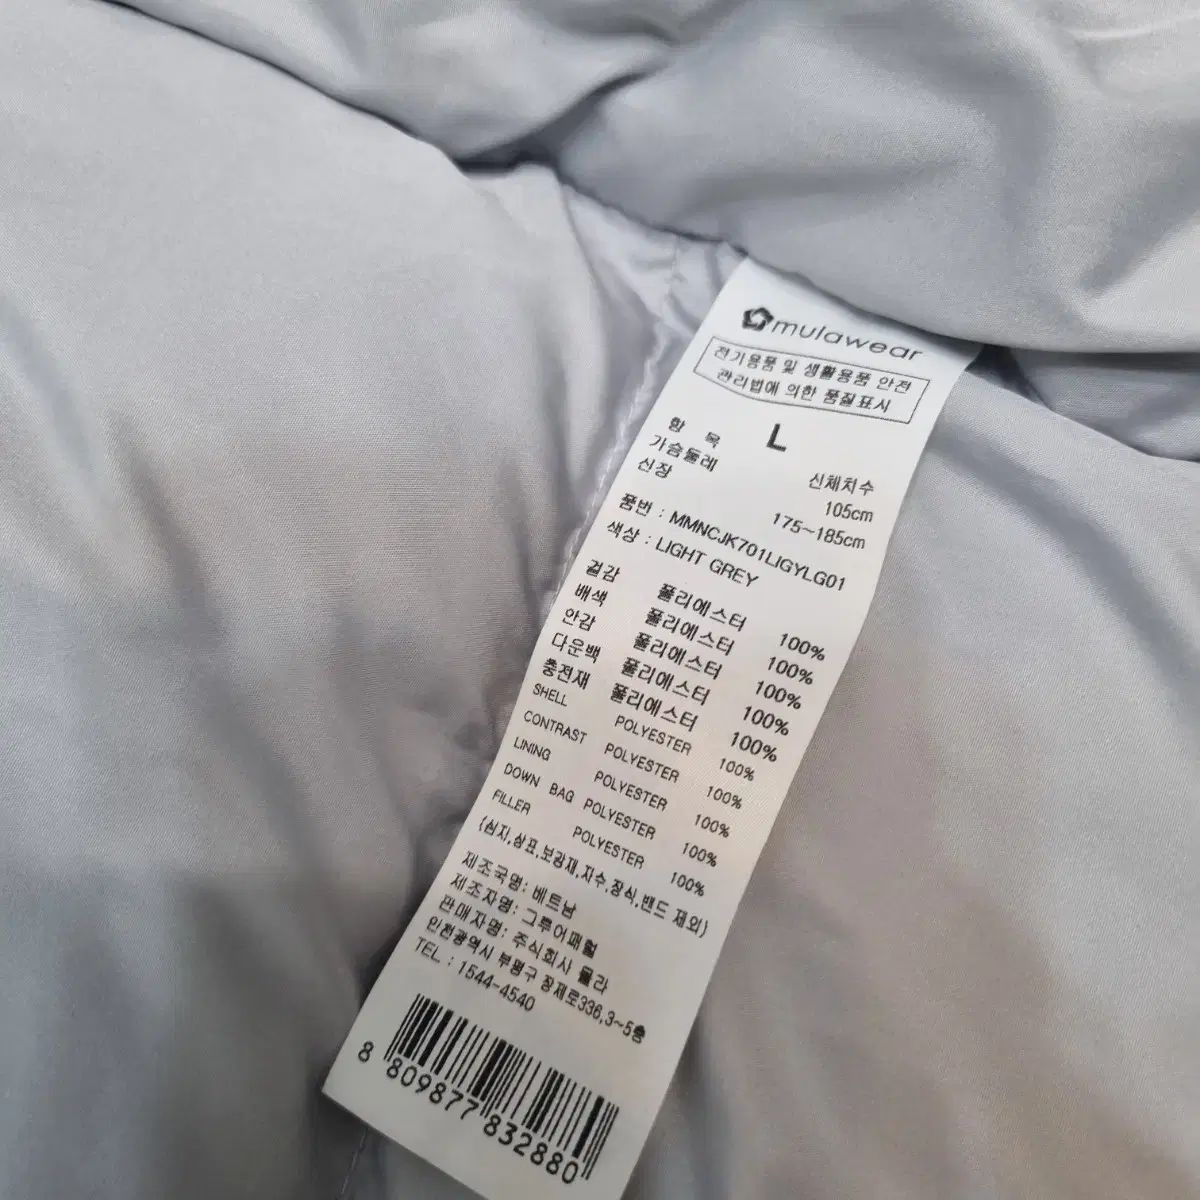 mulawear
전기용품 및 생활용품 안전
관리법에 의한 품질표시
L
항 목 신체치수
가슴둘레 105cm
신장 175~185cm
품번 : MMNCJK701LIGYLG01
색상 : LIGHT GREY
겉감 폴리에스터 100%
배색 폴리에스터 100%
안감 폴리에스터 100%
다운백 폴리에스터 100%
충전재 폴리에스터 100%
SHELL POLYESTER 100%
CONTRAST POLYESTER 100%
LINING POLYESTER 100%
DOWN BAG POLYESTER 100%
FILLER POLYESTER 100%
(심지,상표,보강재,자수,장식,밴드 제외)
제조국명: 베트남
제조자명: 그루어패럴
판매자명: 주식회사 뮬라
인천광역시 부평구 장제로336,3~5층
TEL : 1544-4540
8 809877 832880